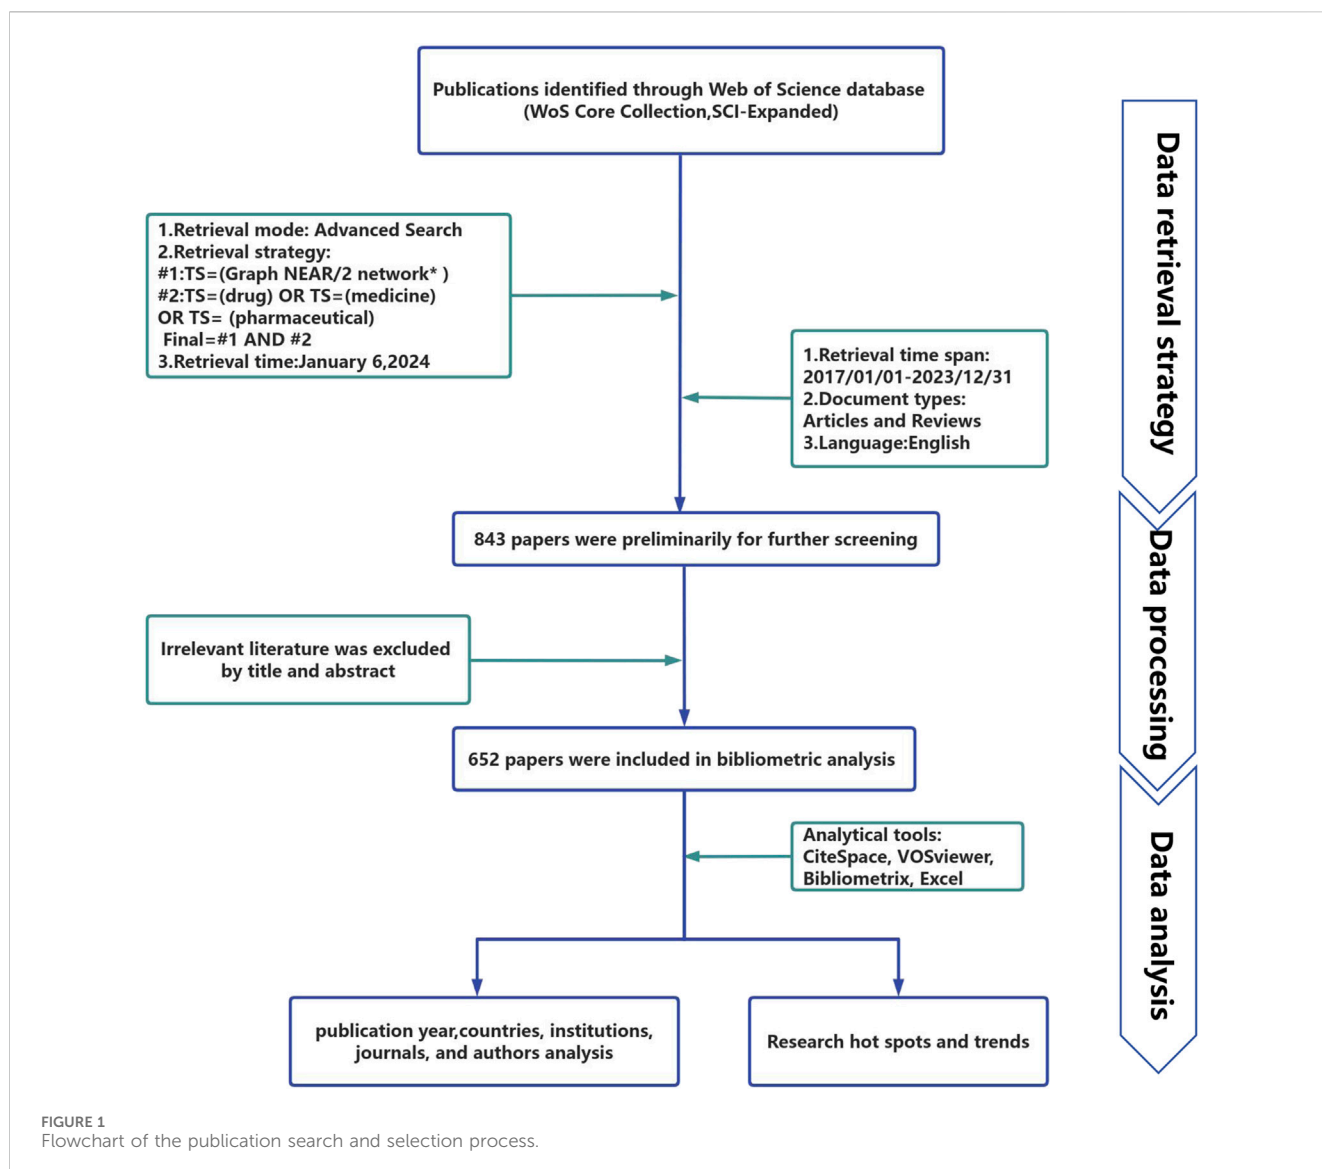 Publications identified through Web of Science database
(WoS Core Collection,SCI-Expanded)
1.Retrieval mode: Advanced Search
2.Retrieval strategy:
#1:TS=(Graph NEAR/2 network* )
#2:TS=(drug) OR TS=(medicine)
OR TS= (pharmaceutical)
Final=#1 AND #2
3.Retrieval time:January 6,2024
1.Retrieval time span:
2017/01/01-2023/12/31
2.Document types:
Articles and Reviews
3.Language:English
Data retrieval strategy
843 papers were preliminarily for further screening
Irrelevant literature was excluded
by title and abstract
Data processing
652 papers were included in bibliometric analysis
Analytical tools:
CiteSpace, VOSviewer,
Bibliometrix, Excel
Data analysis
publication year,countries, institutions,
journals, and authors analysis
Research hot spots and trends
FIGURE 1
Flowchart of the publication search and selection process.